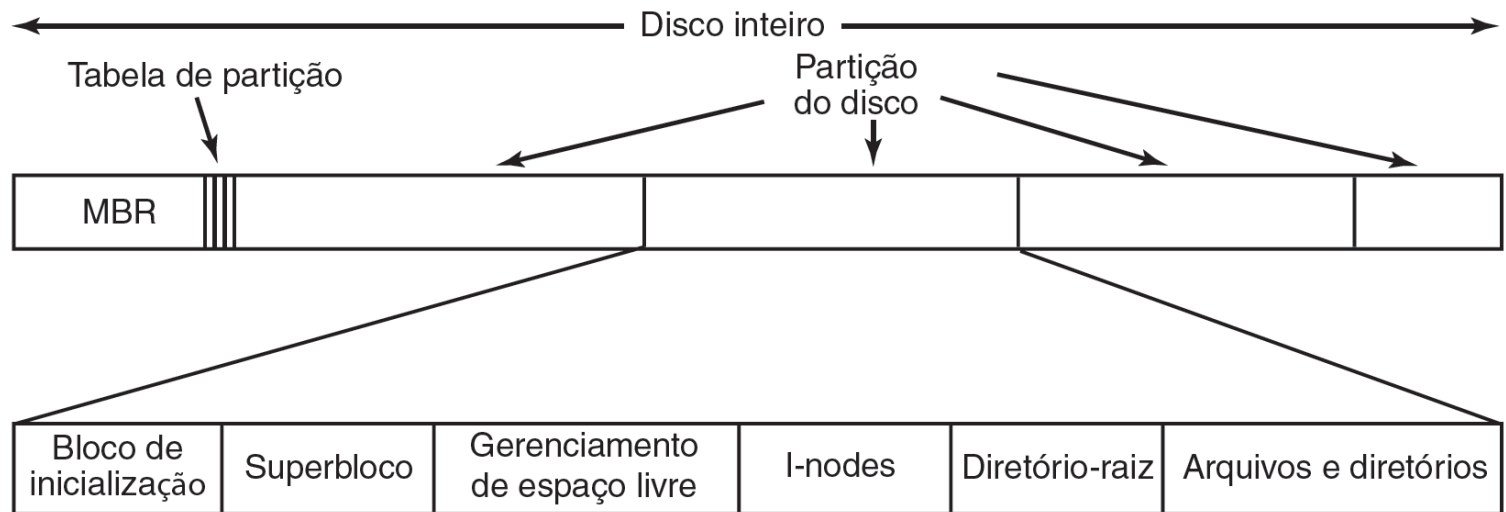 Disco inteiro
Tabela de partição
Partição
do disco
MBR
Bloco de
inicialização
Superbloco
Gerenciamento
de espaço livre
I-nodes
Diretório-raiz
Arquivos e diretórios